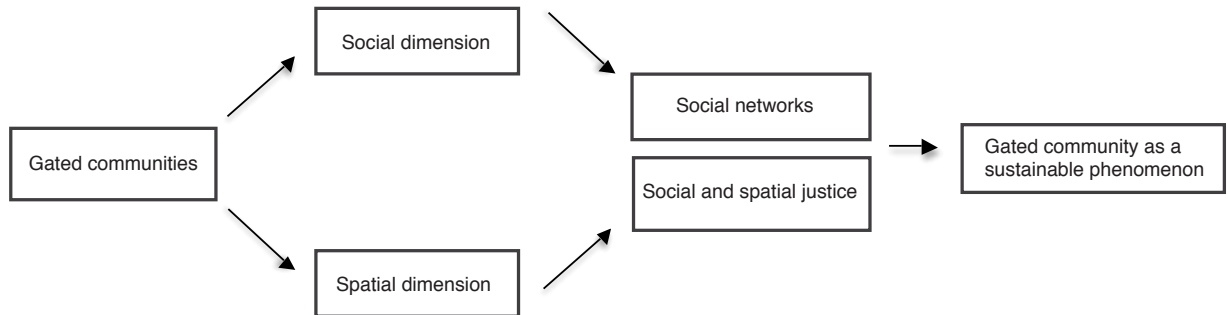 Social dimension
Social networks
Gated communities
Gated community as a
sustainable phenomenon
Social and spatial justice
Spatial dimension